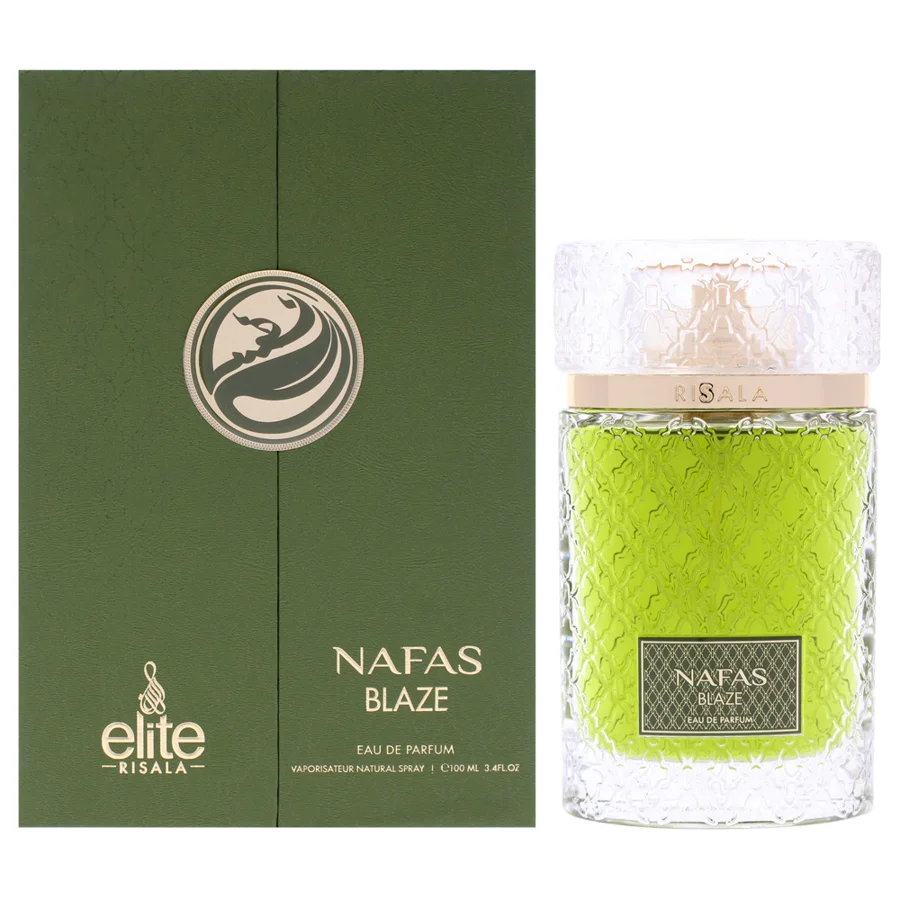 NAFAS
BLAZE
EAU DE PARFUM
VAPORISATEUR NATURAL SPRAY | ℮100 ML 3.4FL.OZ
elite
RISALA
RISALA
NAFAS
BLAZE
EAU DE PARFUM